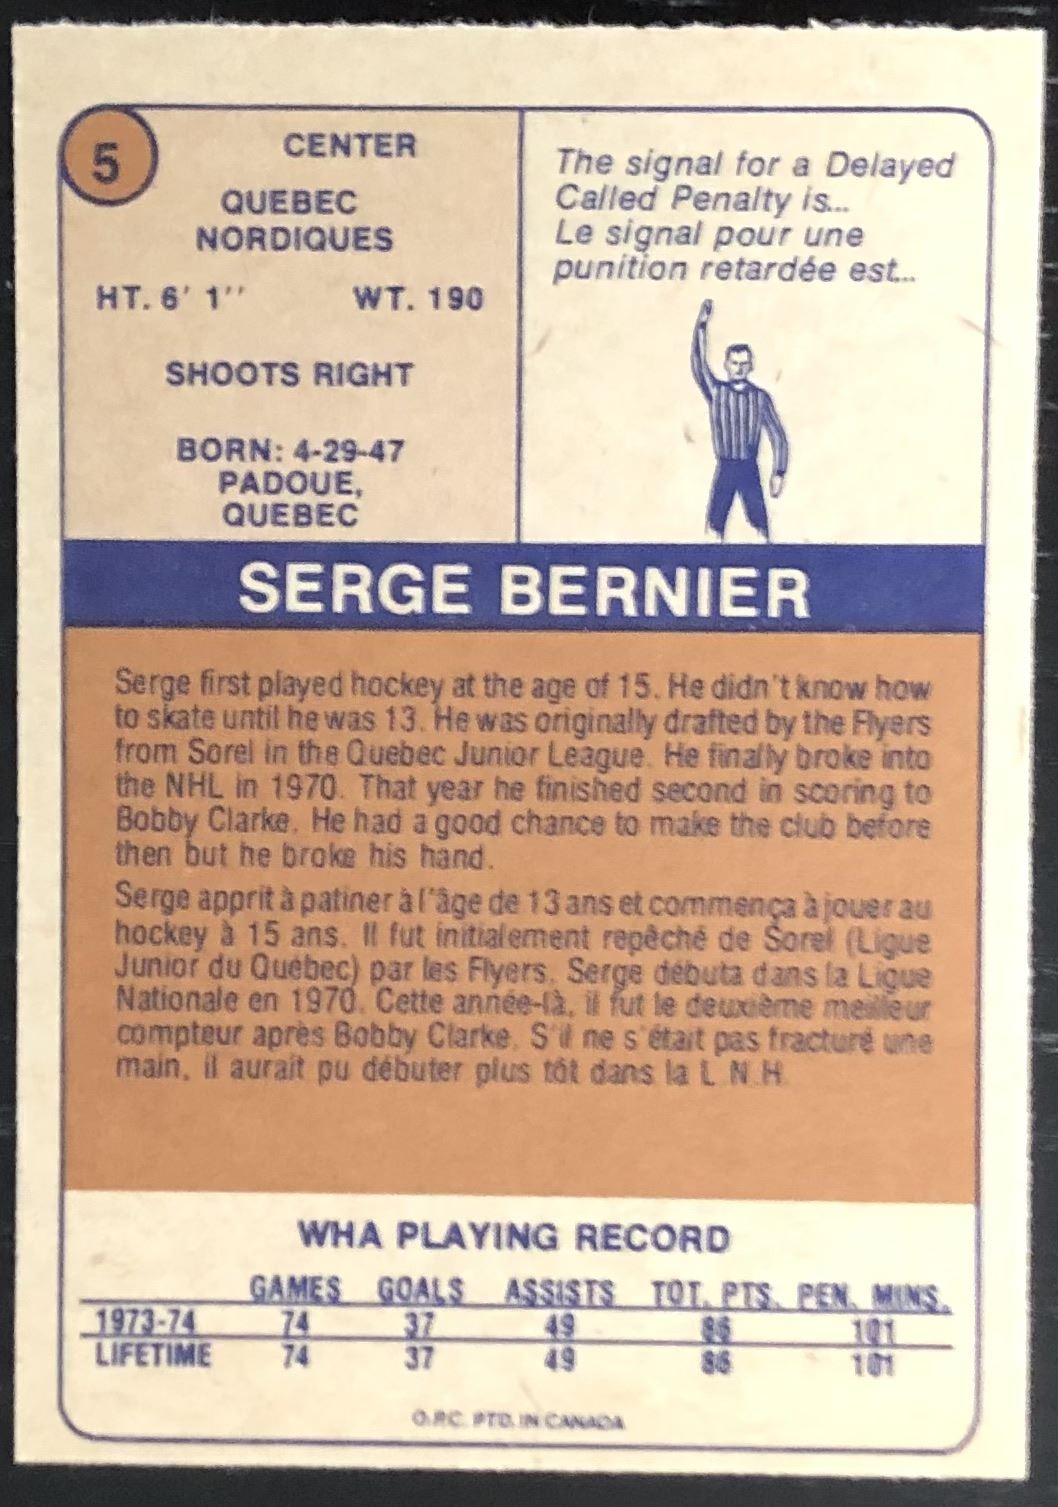 5
CENTER
QUEBEC
NORDIQUES
HT. 6' 1''  WT. 190
SHOOTS RIGHT
BORN: 4-29-47
PADOUE,
QUEBEC
The signal for a Delayed
Called Penalty is...
Le signal pour une
punition retardée est...
SERGE BERNIER
Serge first played hockey at the age of 15. He didn't know how
to skate until he was 13. He was originally drafted by the Flyers
from Sorel in the Quebec Junior League. He finally broke into
the NHL in 1970. That year he finished second in scoring to
Bobby Clarke. He had a good chance to make the club before
then but he broke his hand.
Serge apprit à patiner à l'âge de 13 ans et commença à jouer au
hockey à 15 ans. Il fut initialement repêché de Sorel (Ligue
Junior du Québec) par les Flyers. Serge débuta dans la Ligue
Nationale en 1970. Cette année-là, il fut le deuxième meilleur
compteur après Bobby Clarke. S'il ne s'était pas fracturé une
main, il aurait pu débuter plus tôt dans la L.N.H.
WHA PLAYING RECORD
GAMES GOALS ASSISTS TOT. PTS. PEN. MINS.
1973-74 74 37 49 86 101
LIFETIME 74 37 49 86 101
O.P.C. PTD. IN CANADA